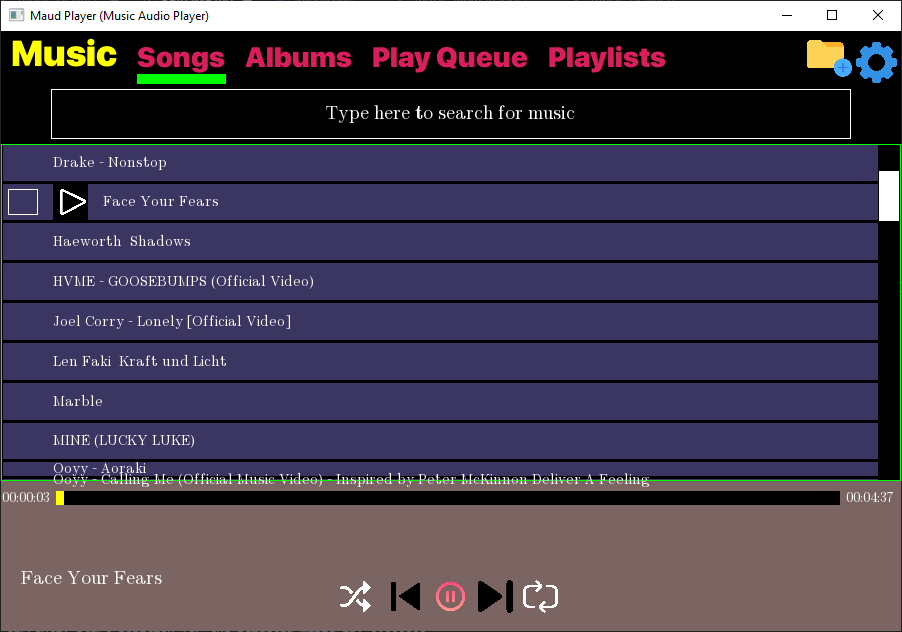 Maud Player (Music Audio Player)
Music Songs Albums Play Queue Playlists
Type here to search for music
Drake - Nonstop
Face Your Fears
Haeworth Shadows
HVME - GOOSEBUMPS (Official Video)
Joel Corry - Lonely [Official Video]
Len Faki Kraft und Licht
Marble
MINE (LUCKY LUKE)
Ooyy - Aoraki
Ooyy - Calling Me (Official Music Video) - Inspired by Peter McKinnon Deliver A Feeling
00:00:03 00:04:37
Face Your Fears